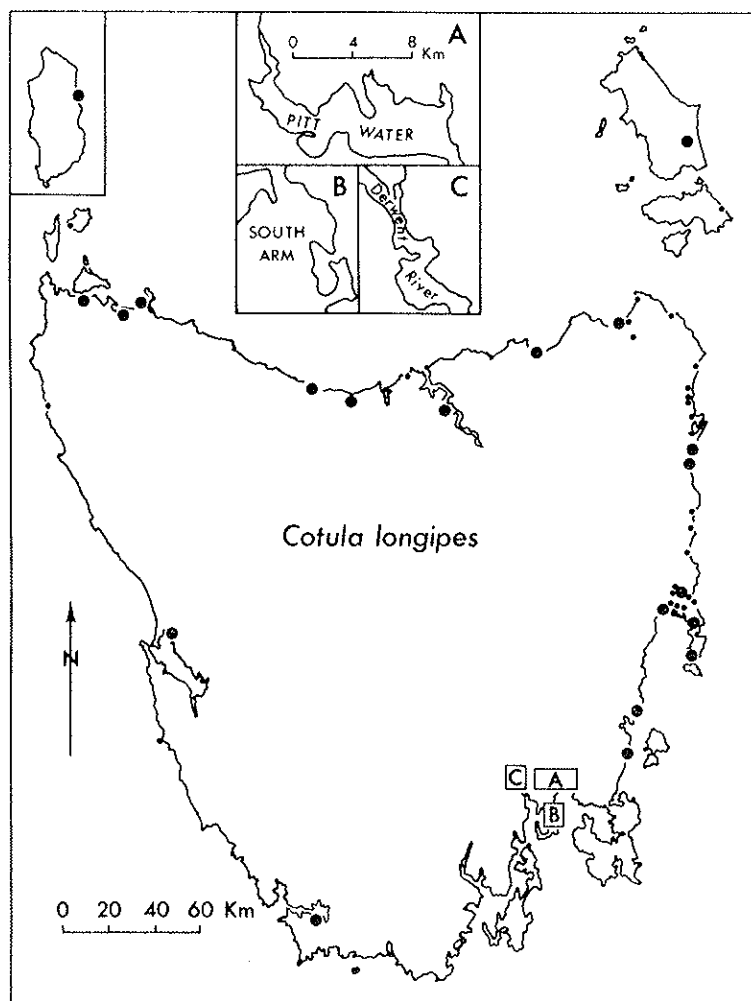 A
0 4 8
Km
PITT WATER
B
C
SOUTH
ARM
Derwent
River
Cotula longipes
N
C
A
B
0 20 40 60 Km